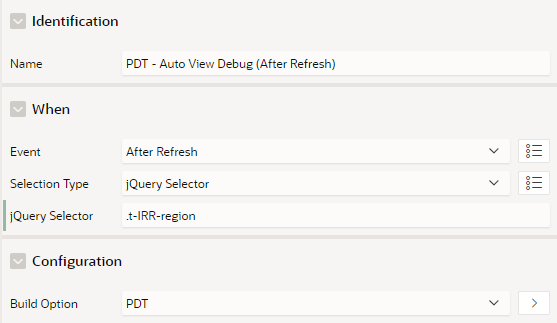 Identification
Name PDT - Auto View Debug (After Refresh)
When
Event After Refresh
Selection Type jQuery Selector
jQuery Selector .t-IRR-region
Configuration
Build Option PDT